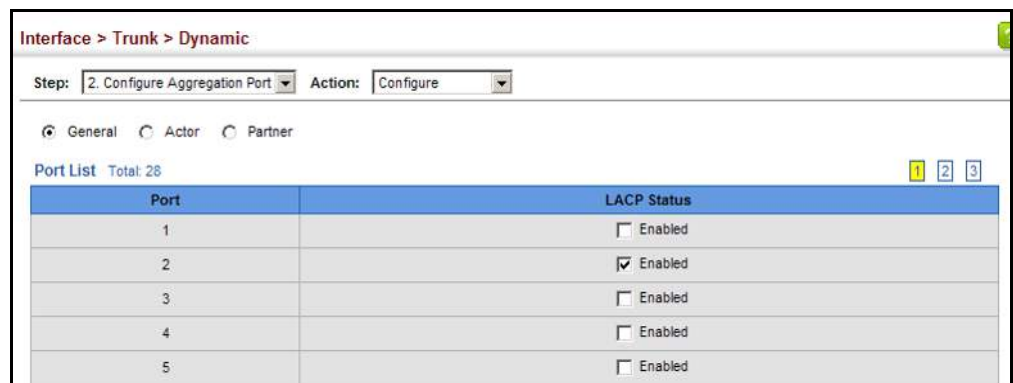 Interface > Trunk > Dynamic
Step: 2. Configure Aggregation Port Action: Configure
General Actor Partner
Port List Total: 28 1 2 3
Port LACP Status
1 Enabled
2 Enabled
3 Enabled
4 Enabled
5 Enabled